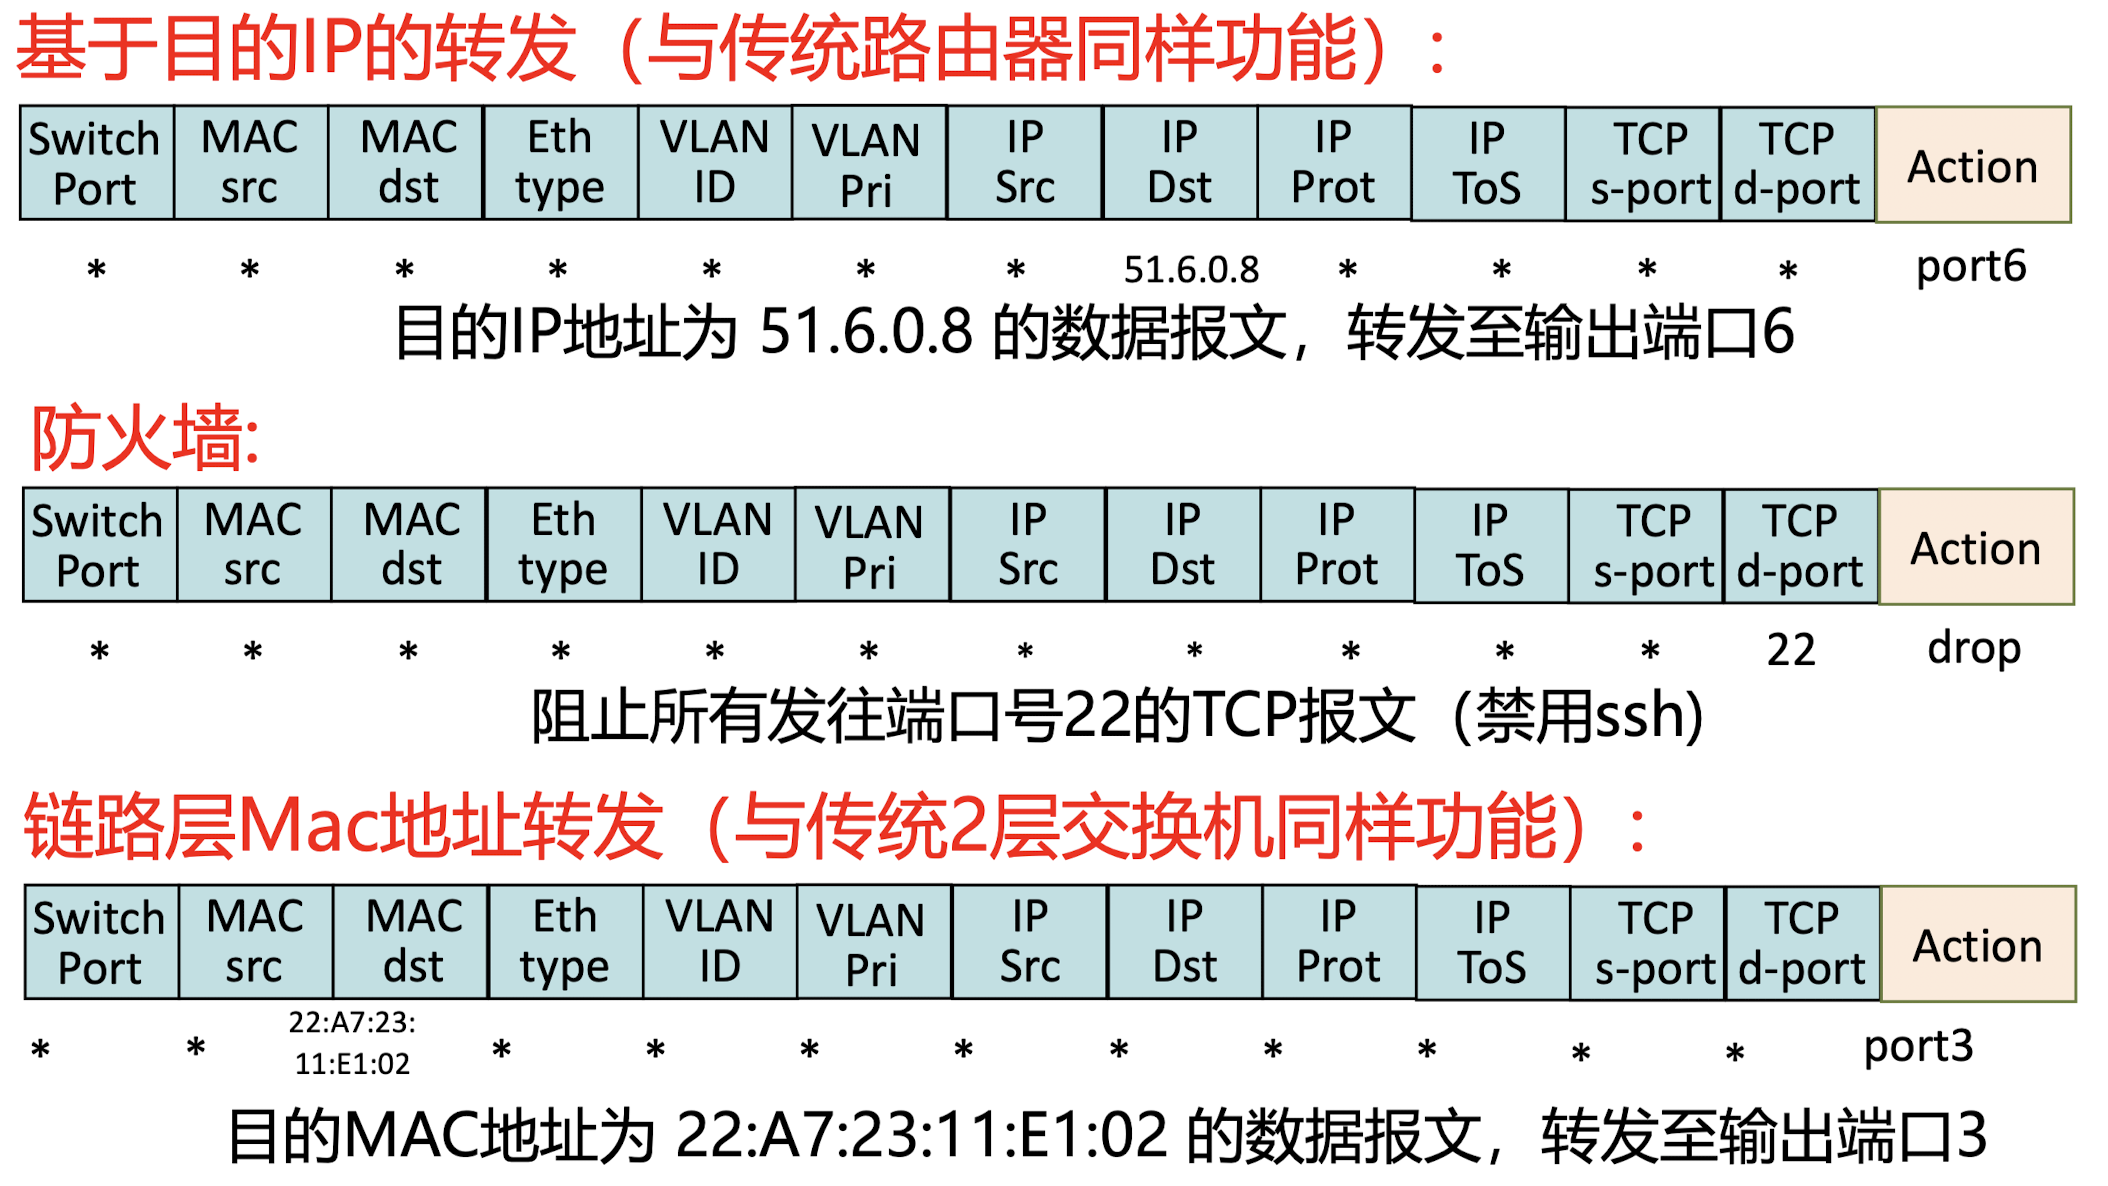 基于目的IP的转发（与传统路由器同样功能）:
Switch Port MAC src MAC dst Eth type VLAN ID VLAN Pri IP Src IP Dst IP Prot IP ToS TCP s-port TCP d-port Action
* * * * * * * 51.6.0.8 * * * * port6
目的IP地址为 51.6.0.8 的数据报文，转发至输出端口6
防火墙:
Switch Port MAC src MAC dst Eth type VLAN ID VLAN Pri IP Src IP Dst IP Prot IP ToS TCP s-port TCP d-port Action
* * * * * * * * * * * 22 drop
阻止所有发往端口号22的TCP报文（禁用ssh)
链路层Mac地址转发（与传统2层交换机同样功能）:
Switch Port MAC src MAC dst Eth type VLAN ID VLAN Pri IP Src IP Dst IP Prot IP ToS TCP s-port TCP d-port Action
* * 22:A7:23:11:E1:02 * * * * * * * * * port3
目的MAC地址为 22:A7:23:11:E1:02 的数据报文，转发至输出端口3